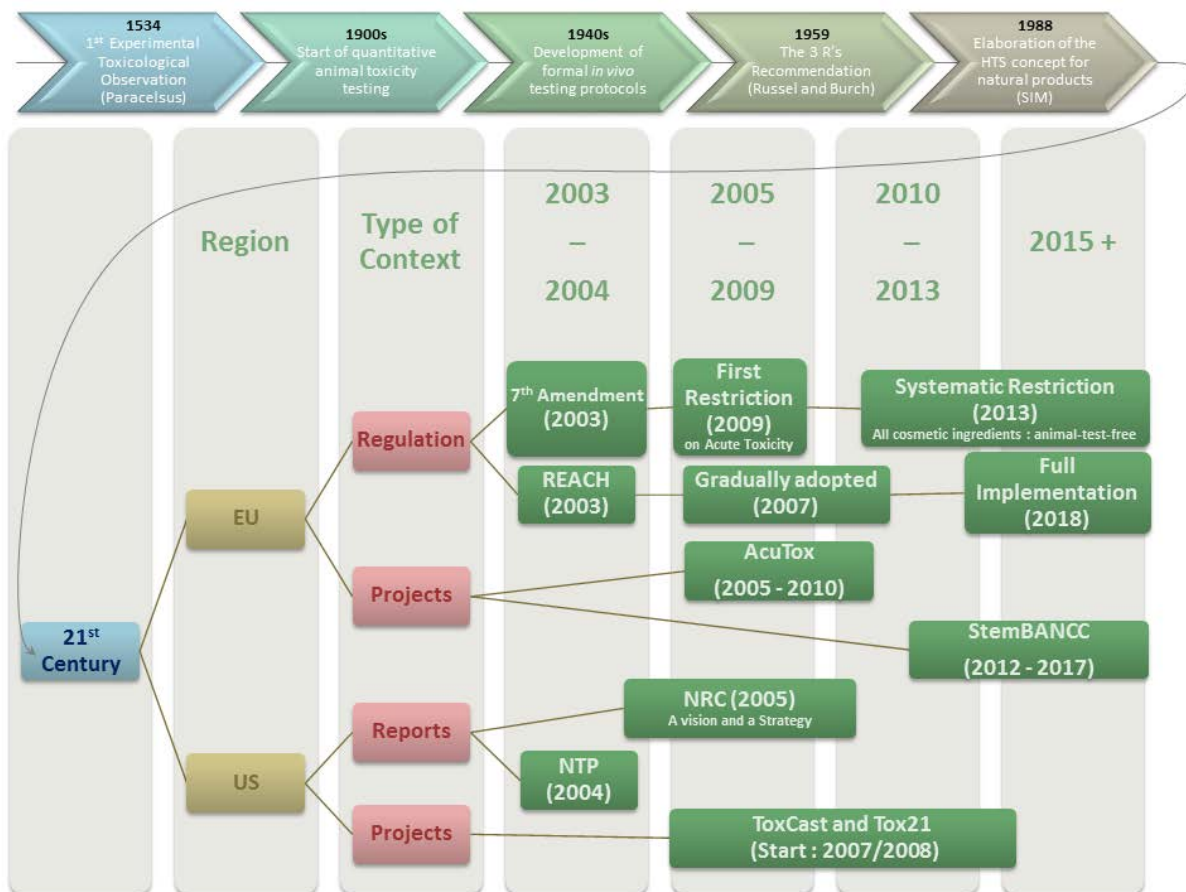 1534
1st Experimental
Toxicological
Observation
(Paracelsus)
1900s
Start of quantitative
animal toxicity
testing
1940s
Development of
formal in vivo
testing protocols
1959
The 3 R's
Recommendation
(Russel and Burch)
1988
Elaboration of the
HTS concept for
natural products
(SIM)
Region
Type of
Context
2003
–
2004
2005
–
2009
2010
–
2013
2015 +
21st
Century
EU
Regulation
7th Amendment
(2003)
First
Restriction
(2009)
on Acute Toxicity
Systematic Restriction
(2013)
All cosmetic ingredients : animal-test-free
REACH
(2003)
Gradually adopted
(2007)
Full
Implementation
(2018)
Projects
AcuTox
(2005 - 2010)
StemBANCC
(2012 - 2017)
US
Reports
NRC (2005)
A vision and a Strategy
NTP
(2004)
Projects
ToxCast and Tox21
(Start : 2007/2008)